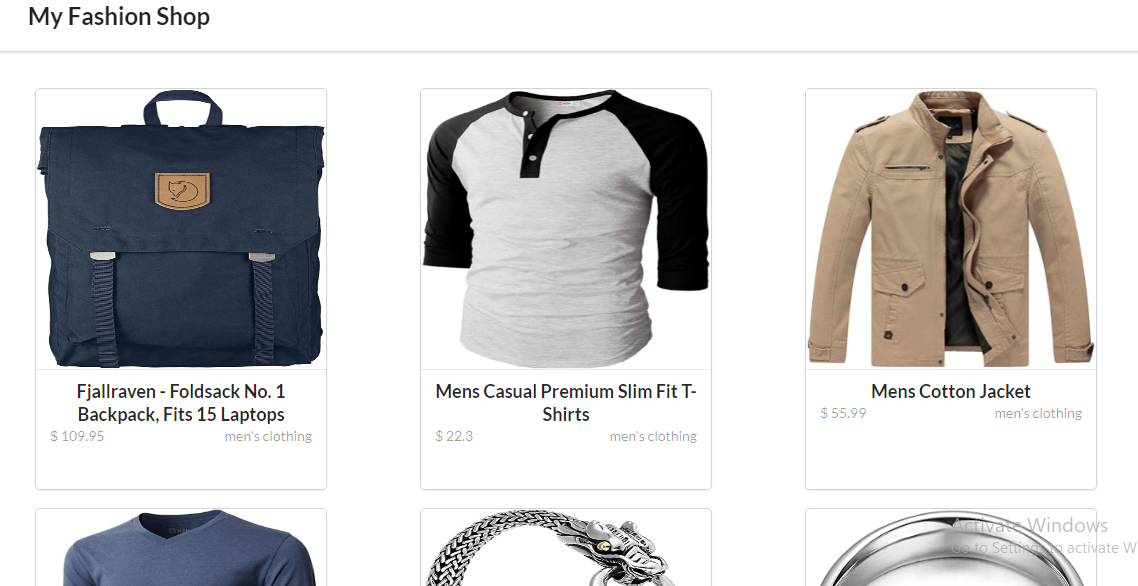 My Fashion Shop
Fjallraven - Foldsack No. 1
Backpack, Fits 15 Laptops
$ 109.95 men's clothing
Mens Casual Premium Slim Fit T-
Shirts
$ 22.3 men's clothing
Mens Cotton Jacket
$ 55.99 men's clothing
Activate Windows
Go to Settings to activate W